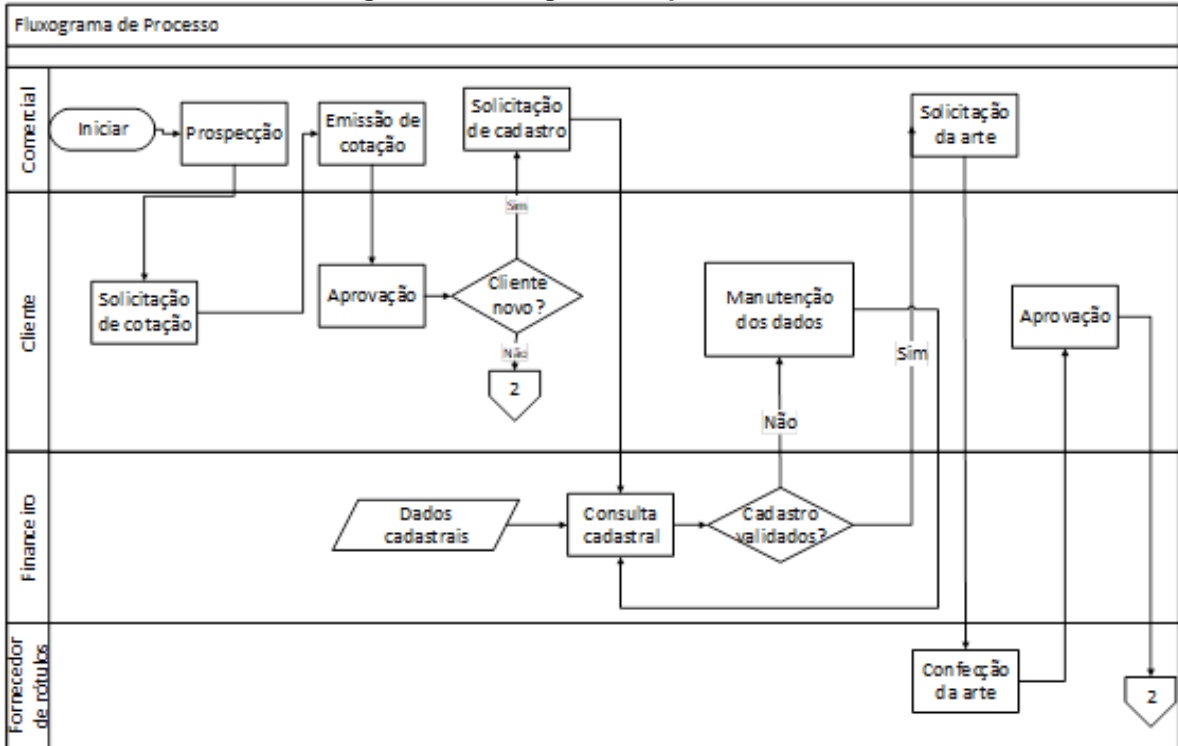 Fluxograma de Processo
Comercial
Iniciar
Prospecção
Emissão de
cotação
Solicitação
de cadastro
Solicitação
da arte
Cliente
Solicitação
de cotação
Aprovação
Cliente
novo?
Sim
Não
2
Manutenção
dos dados
Não
Sim
Aprovação
Financeiro
Dados
cadastrais
Consulta
cadastral
Cadastro
validados?
Fornecedor
de rótulos
Confecção
da arte
2